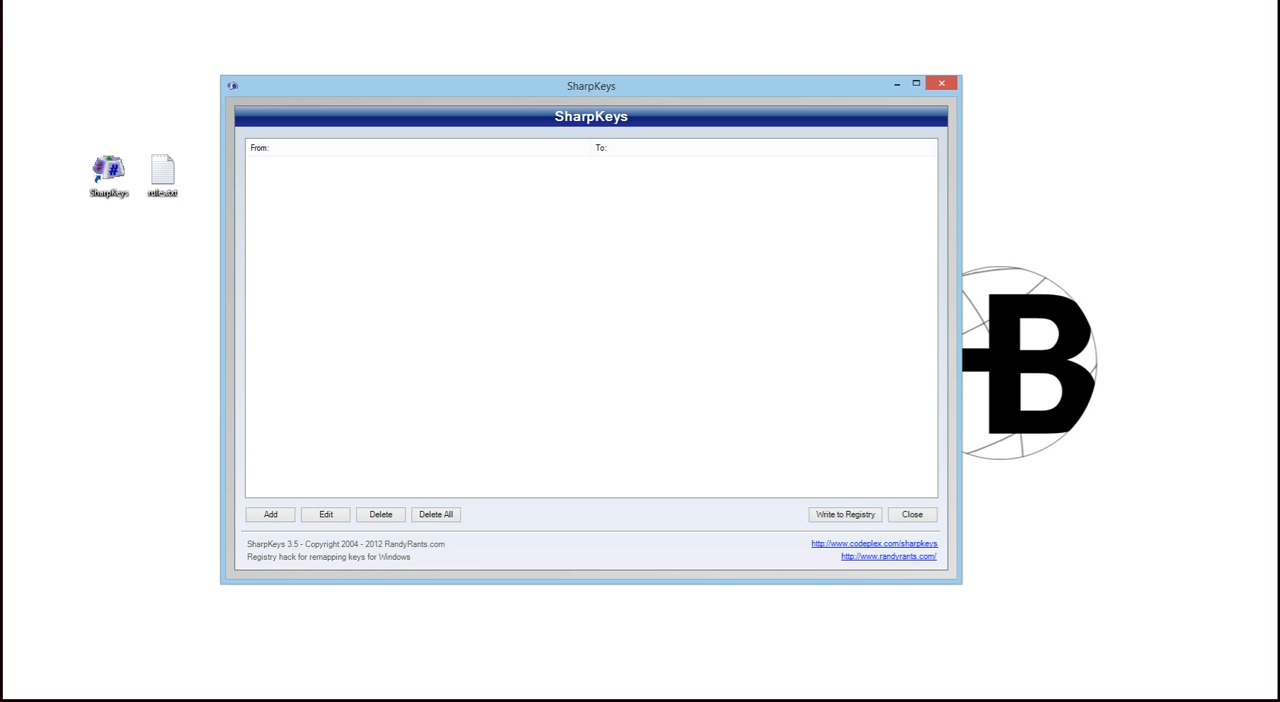 SharpKeys
SharpKeys
From: To:
SharpKeys rules.txt
Add Edit Delete Delete All Write to Registry Close
SharpKeys 3.5 - Copyright 2004 - 2012 RandyRants.com
Registry hack for remapping keys for Windows
http://www.codeplex.com/sharpkeys
http://www.randyrants.com/
B